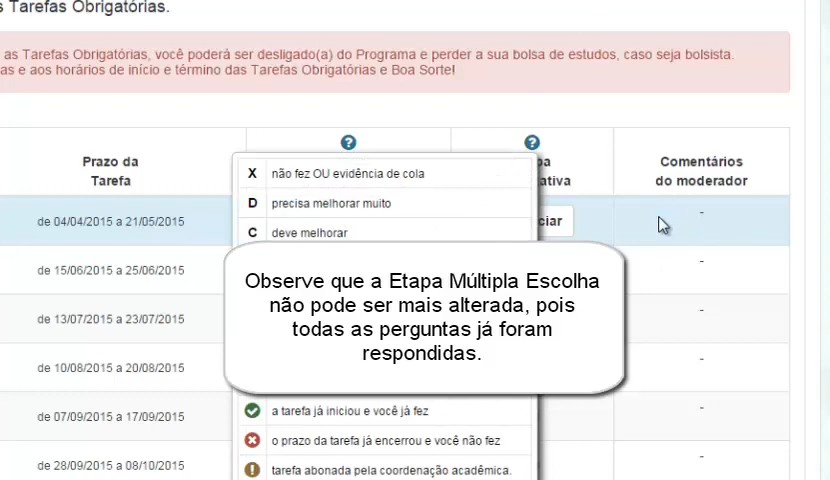 s Tarefas Obrigatórias.
as Tarefas Obrigatórias, você poderá ser desligado(a) do Programa e perder a sua bolsa de estudos, caso seja bolsista.
as e aos horários de início e término das Tarefas Obrigatórias e Boa Sorte!
Prazo da
Tarefa
pa
ativa
Comentários
do moderador
X não fez OU evidência de cola
D precisa melhorar muito
C deve melhorar
de 04/04/2015 a 21/05/2015
ciar
-
Observe que a Etapa Múltipla Escolha
não pode ser mais alterada, pois
todas as perguntas já foram
respondidas.
de 15/06/2015 a 25/06/2015
-
de 13/07/2015 a 23/07/2015
-
de 10/08/2015 a 20/08/2015
-
de 07/09/2015 a 17/09/2015
-
de 28/09/2015 a 08/10/2015
-
a tarefa já iniciou e você já fez
o prazo da tarefa já encerrou e você não fez
tarefa abonada pela coordenação acadêmica.